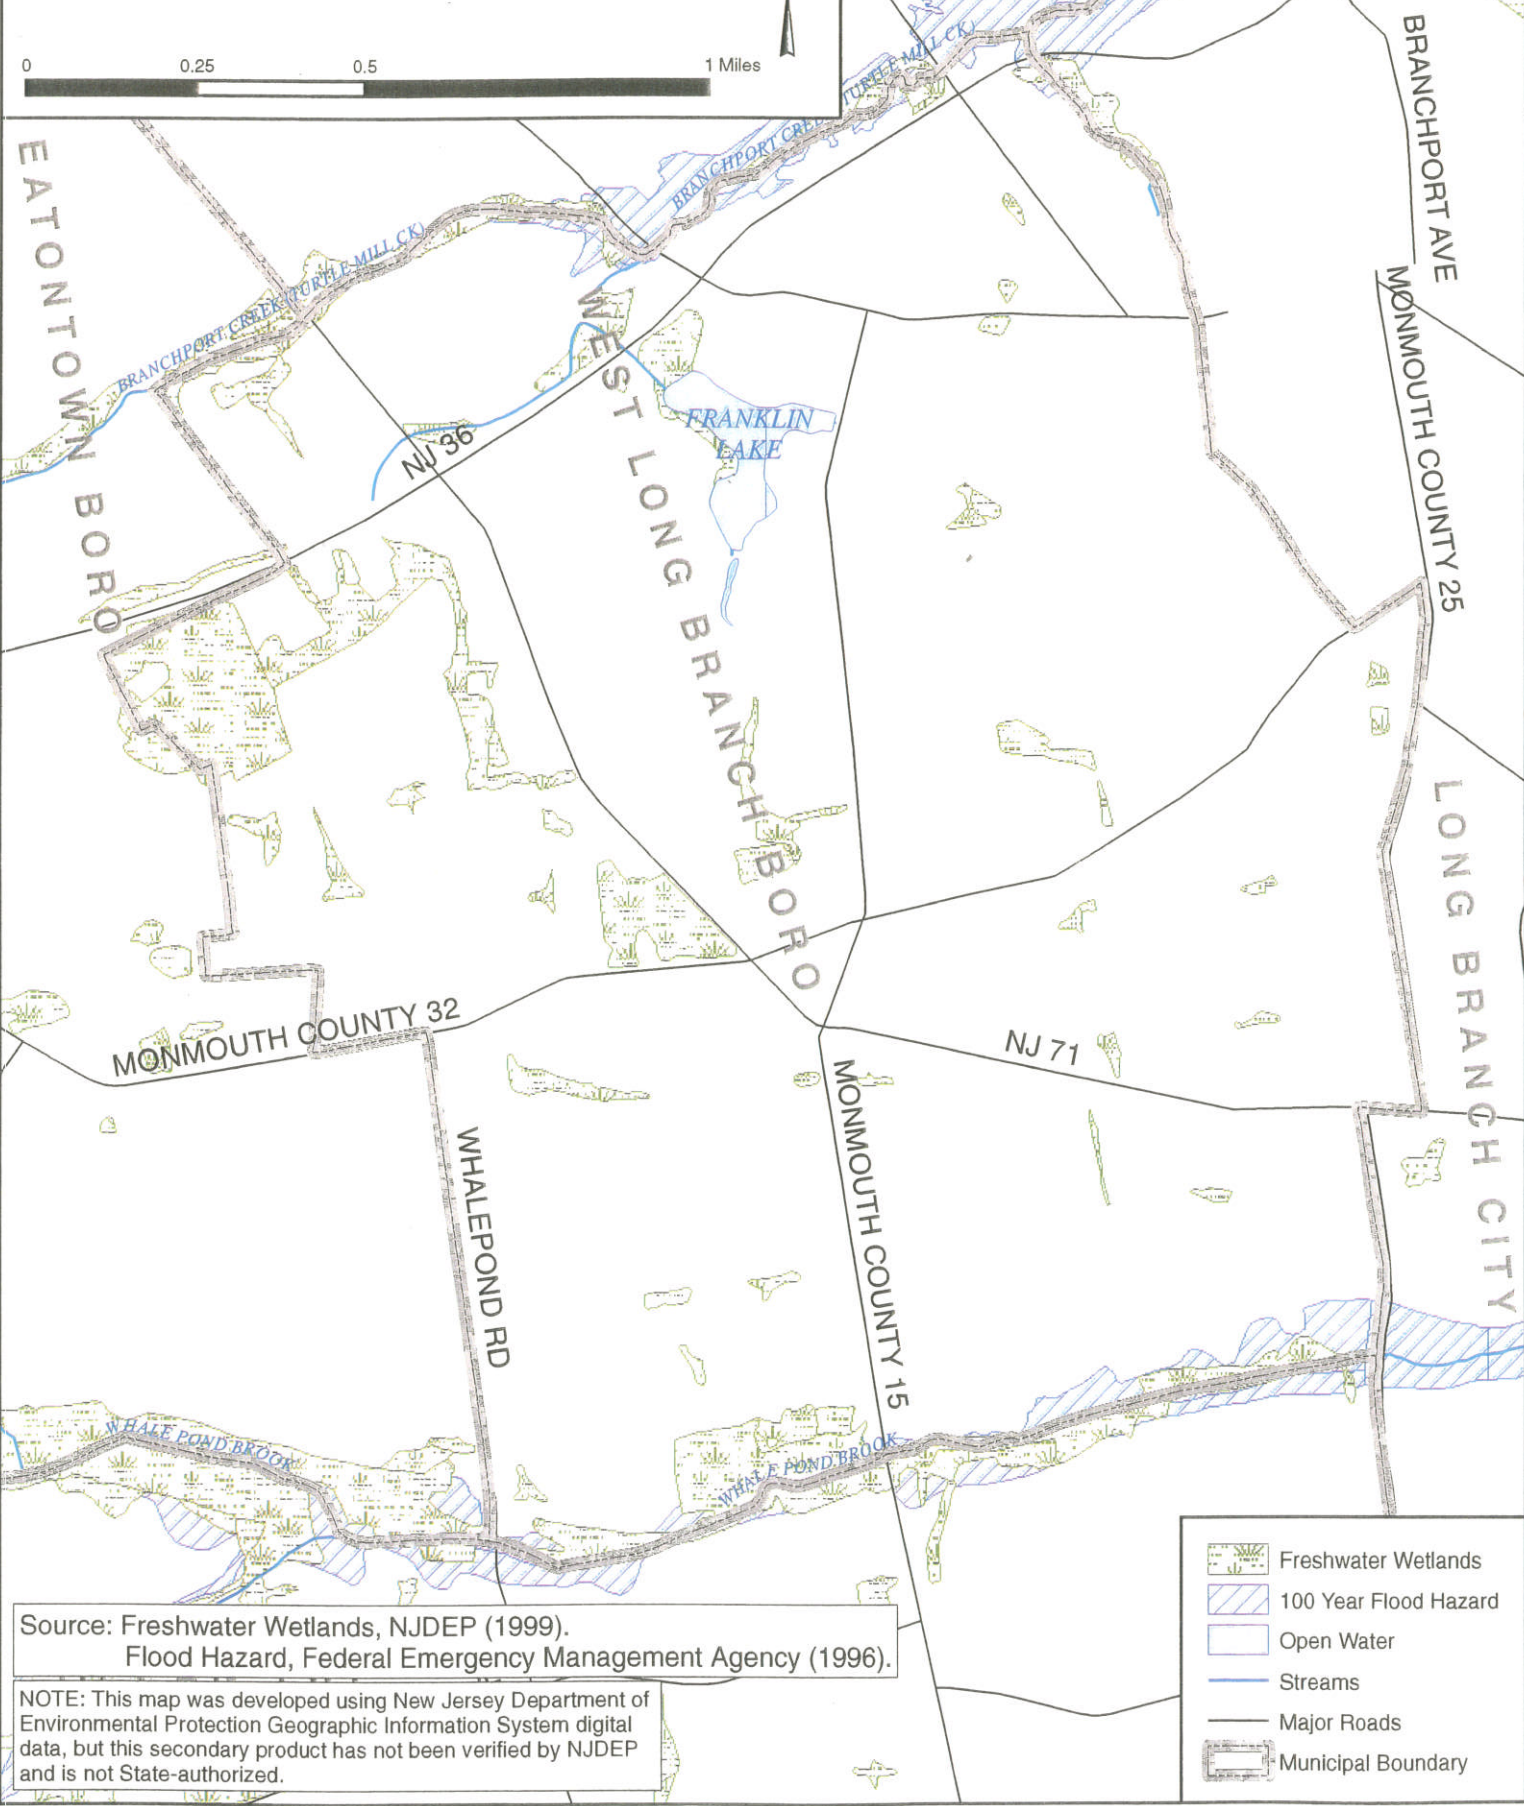 0 0.25 0.5 1 Miles
BRANCHPORT AVE
BRANCHPORT CREEK (TURTLE MILL CK)
EATONTOWN BORO
BRANCHPORT CREEK (TURTLE MILL CK)
MONMOUTH COUNTY 25
WEST LONG BRANCH BORO
FRANKLIN
LAKE
NJ 36
LONG BRANCH CITY
MONMOUTH COUNTY 32
NJ 71
MONMOUTH COUNTY 15
WHALEPOND RD
WHALE POND BROOK
WHALE POND BROOK
Source: Freshwater Wetlands, NJDEP (1999).
Flood Hazard, Federal Emergency Management Agency (1996).
NOTE: This map was developed using New Jersey Department of
Environmental Protection Geographic Information System digital
data, but this secondary product has not been verified by NJDEP
and is not State-authorized.
Freshwater Wetlands
100 Year Flood Hazard
Open Water
Streams
Major Roads
Municipal Boundary